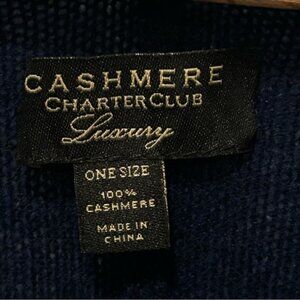 CASHMERE
CHARTER CLUB
Luxury
ONE SIZE
100%
CASHMERE
MADE IN
CHINA